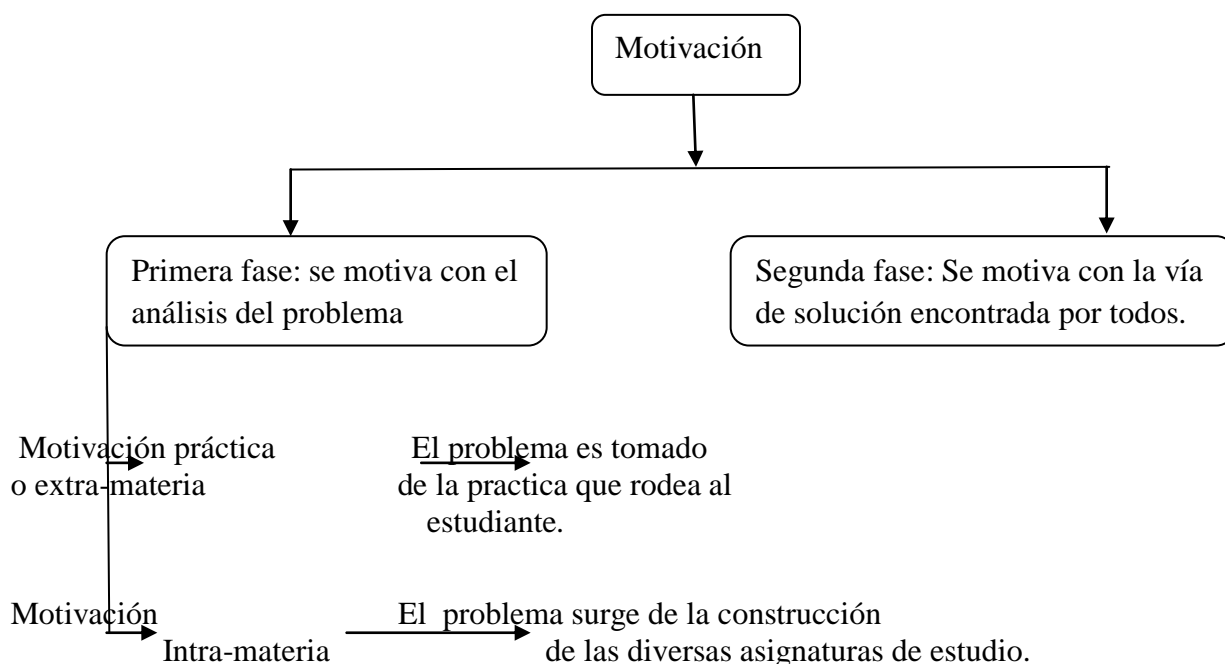 Motivación
Primera fase: se motiva con el
análisis del problema
Segunda fase: Se motiva con la vía
de solución encontrada por todos.
Motivación práctica
o extra-materia
El problema es tomado
de la practica que rodea al
estudiante.
Motivación
Intra-materia
El problema surge de la construcción
de las diversas asignaturas de estudio.